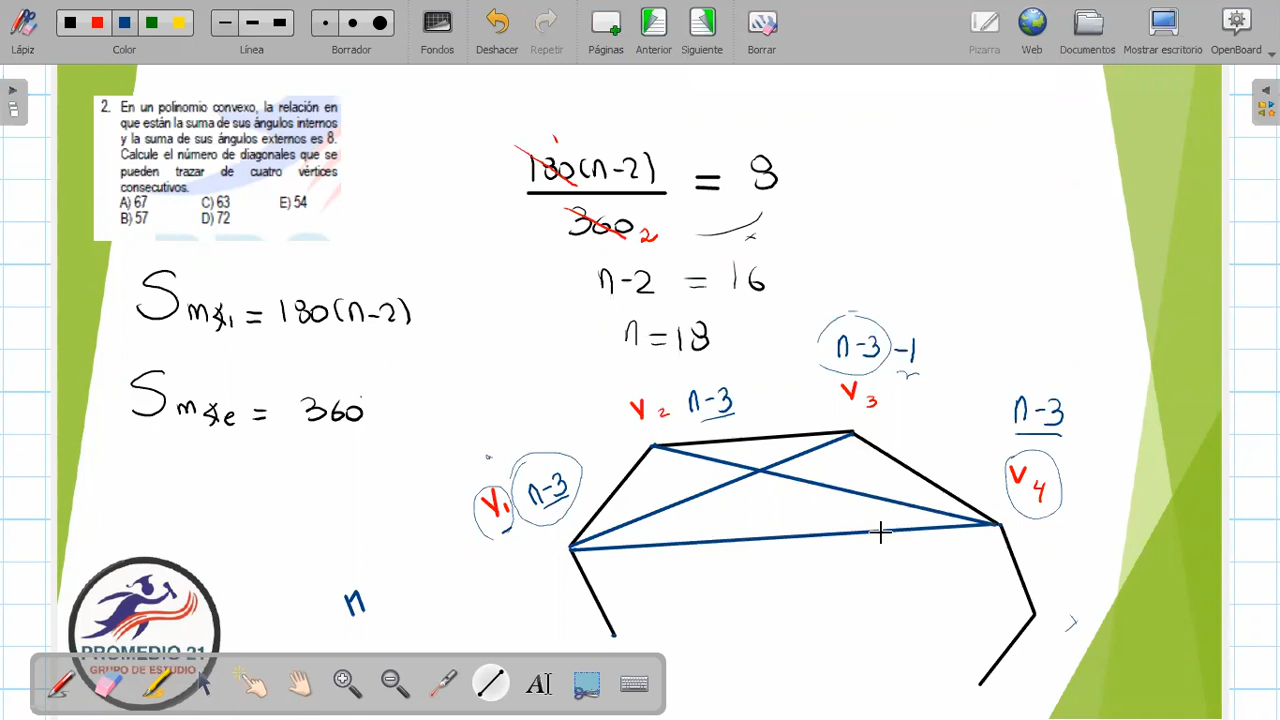 Lápiz
Color
Línea
Borrador
Fondos
Deshacer
Repetir
Páginas
Anterior
Siguiente
Borrar
Pizarra
Web
Documentos
Mostrar escritorio
OpenBoard
2. En un polinomio convexo, la relación en
que están la suma de sus ángulos internos
y la suma de sus ángulos externos es 8.
Calcule el número de diagonales que se
pueden trazar de cuatro vértices
consecutivos.
A) 67 C) 63 E) 54
B) 57 D) 72
1
180(n-2)
360 2
= 8
n-2 = 16
n = 18
S m∡i = 180(n-2)
S m∡e = 360
n-3 -1
V3
V2 n-3
n-3
V4
V1 n-3
n
PROMEDIO 21
GRUPO DE ESTUDIO
AI